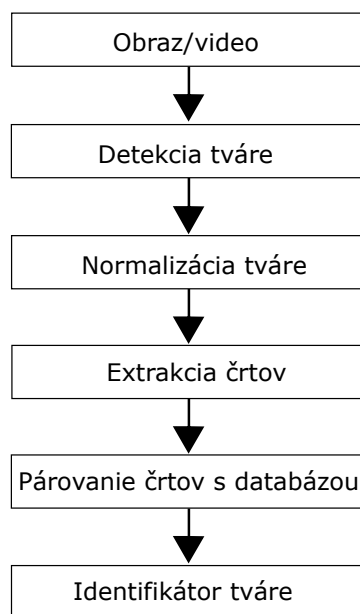 Obraz/video
Detekcia tváre
Normalizácia tváre
Extrakcia črtov
Párovanie črtov s databázou
Identifikátor tváre